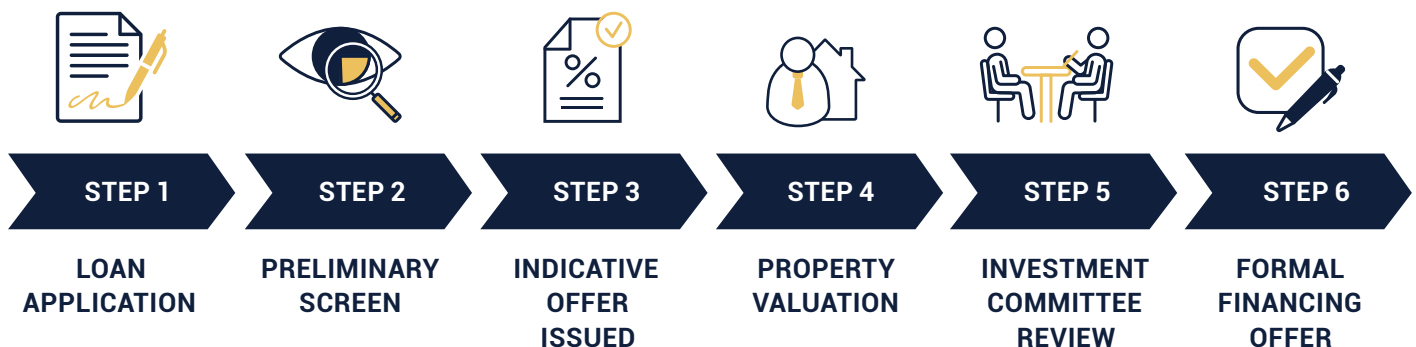 STEP 1
STEP 2
STEP 3
STEP 4
STEP 5
STEP 6
LOAN
APPLICATION
PRELIMINARY
SCREEN
INDICATIVE
OFFER
ISSUED
PROPERTY
VALUATION
INVESTMENT
COMMITTEE
REVIEW
FORMAL
FINANCING
OFFER